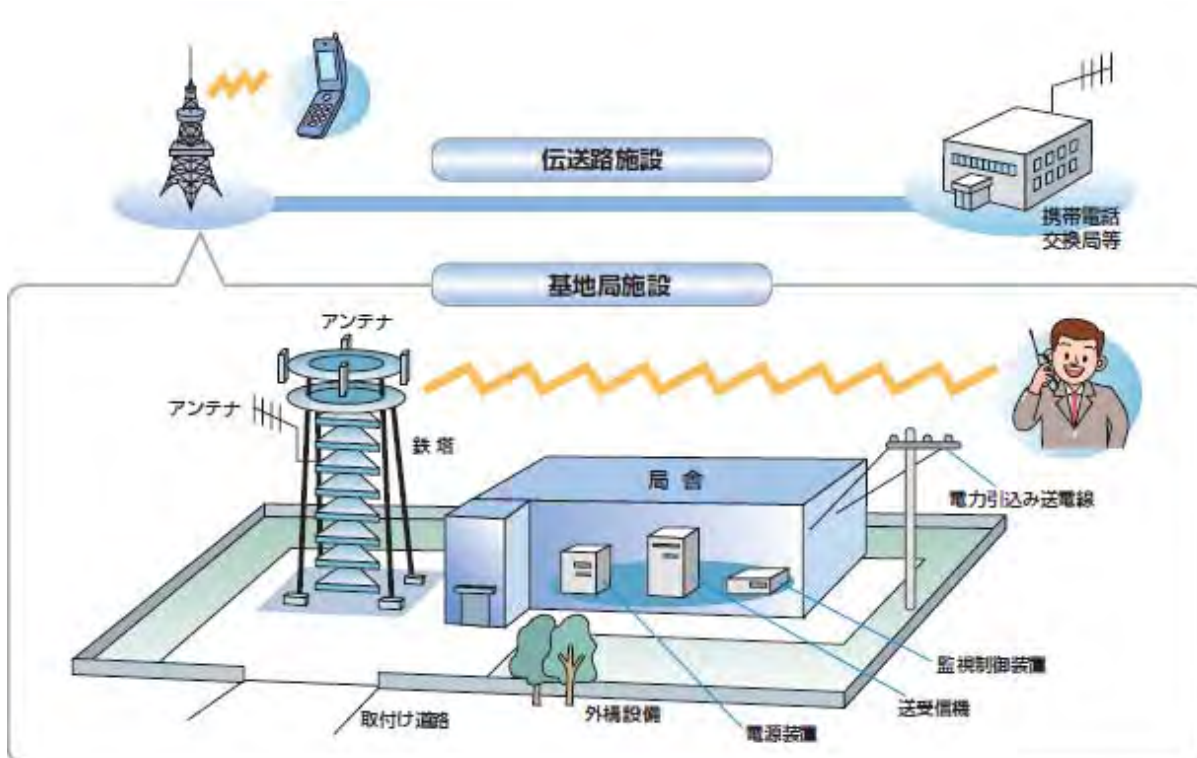 伝送路施設
携帯電話
交換局等
基地局施設
アンテナ
アンテナ
鉄塔
局舎
電力引込み送電線
監視制御装置
送受信機
電源装置
外構設備
取付け道路